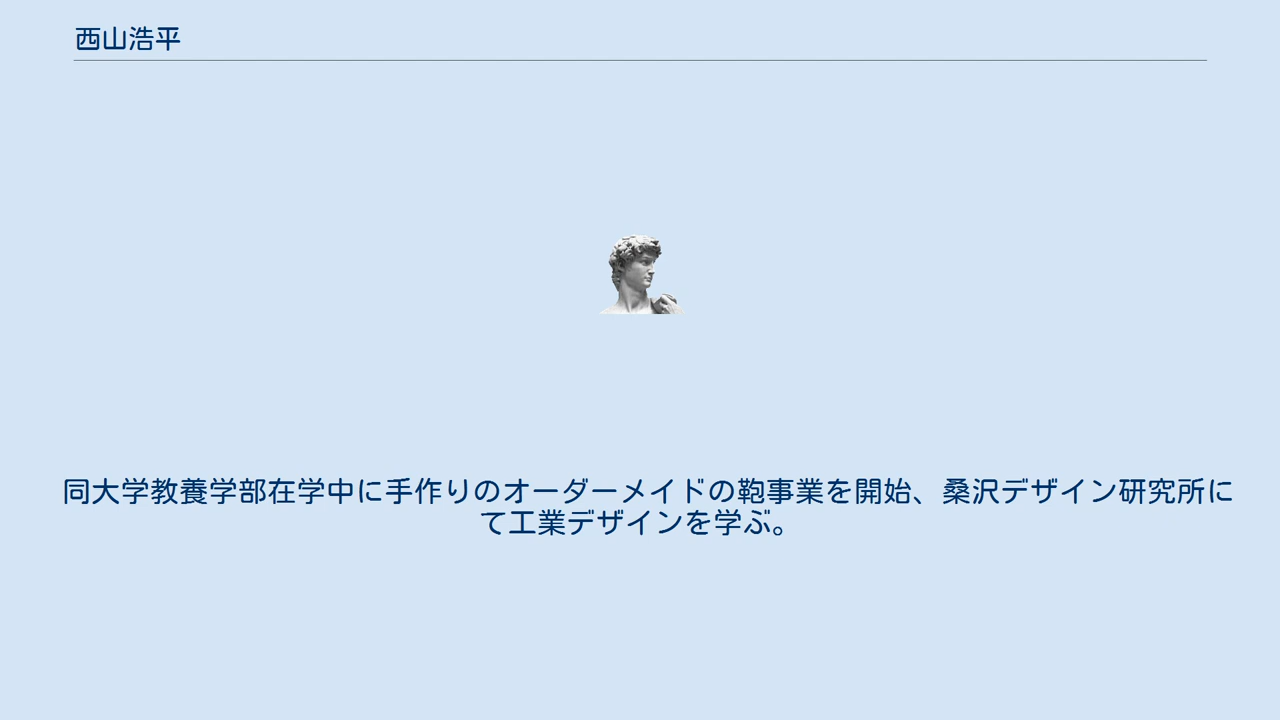 西山浩平
同大学教養学部在学中に手作りのオーダーメイドの鞄事業を開始、桑沢デザイン研究所に
て工業デザインを学ぶ。